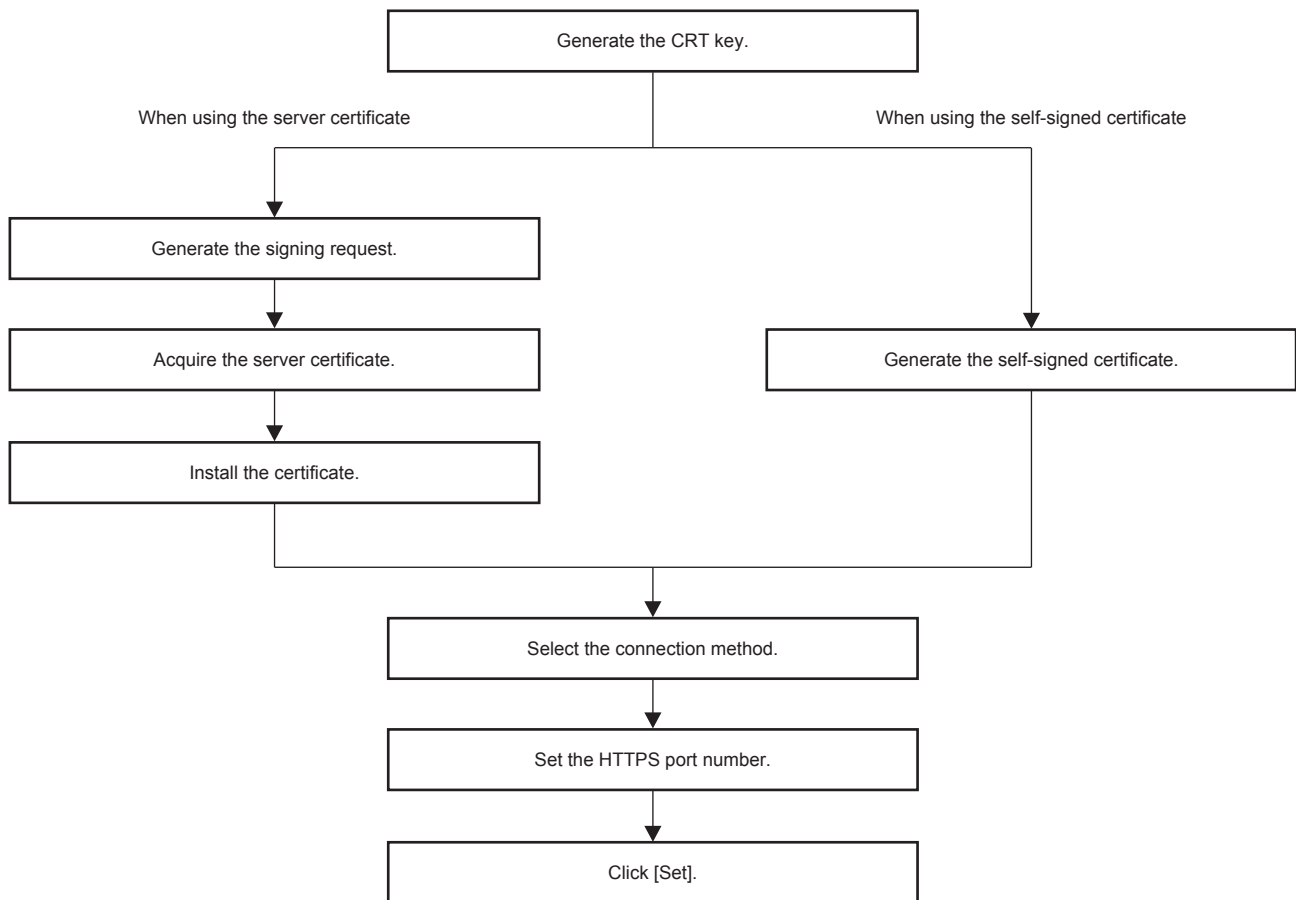 Generate the CRT key.
When using the server certificate
When using the self-signed certificate
Generate the signing request.
Acquire the server certificate.
Generate the self-signed certificate.
Install the certificate.
Select the connection method.
Set the HTTPS port number.
Click [Set].